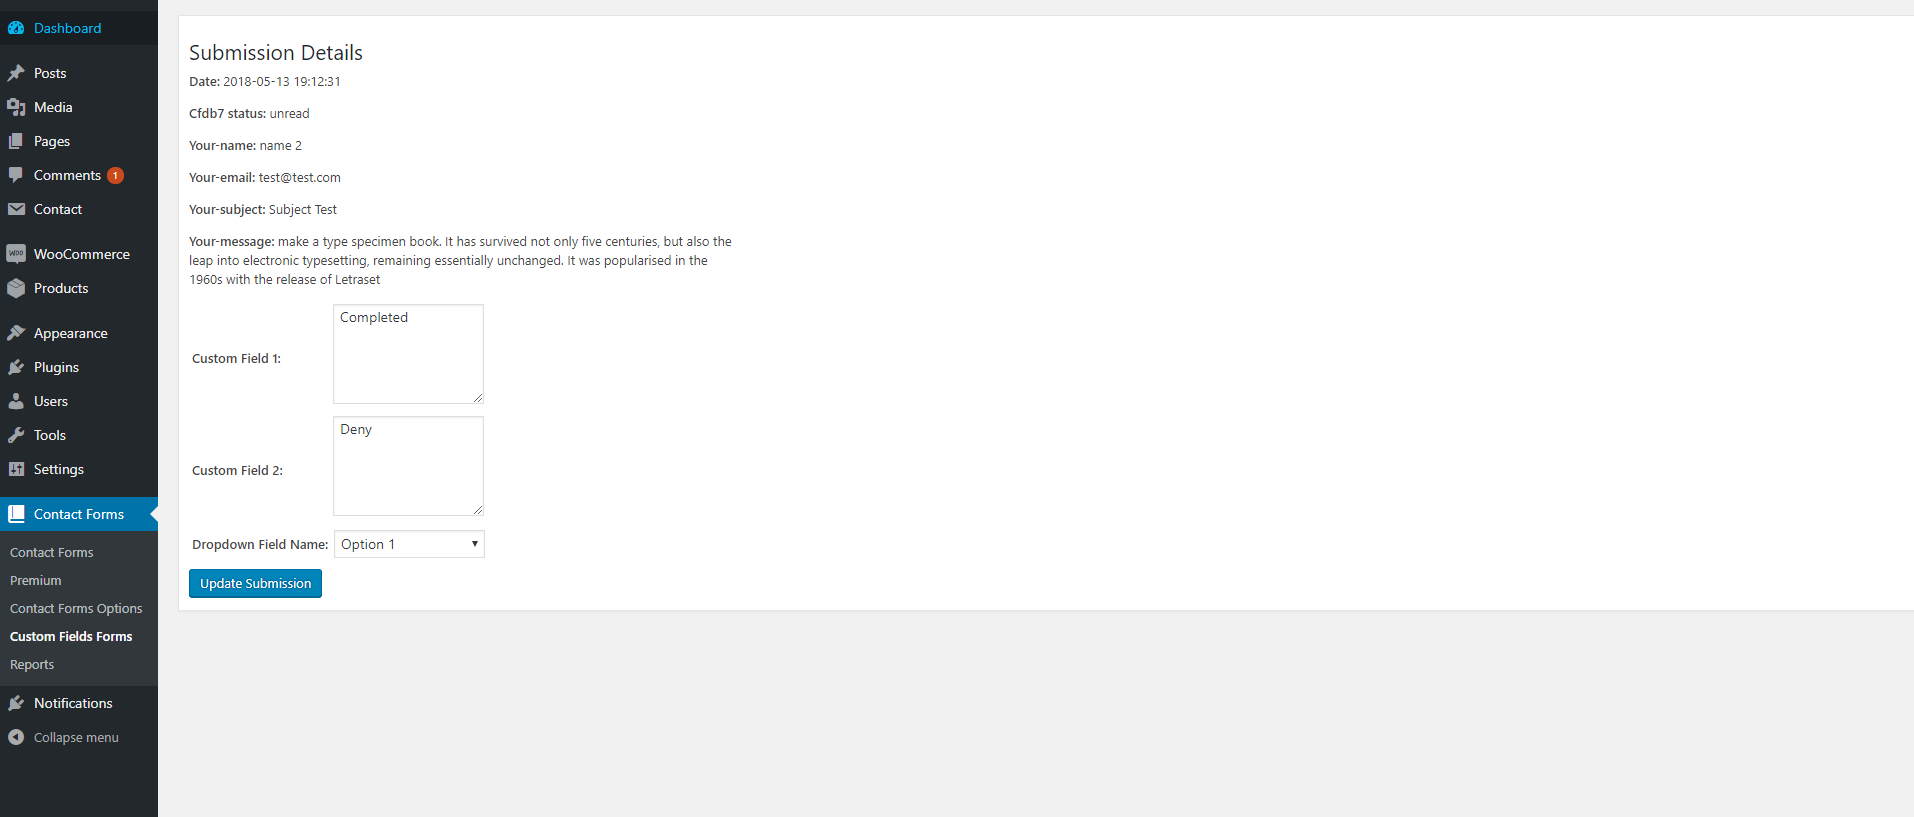 Dashboard
Posts
Media
Pages
Comments 1
Contact
WOO WooCommerce
Products
Appearance
Plugins
Users
Tools
Settings
Contact Forms
Contact Forms
Premium
Contact Forms Options
Custom Fields Forms
Reports
Notifications
Collapse menu
Submission Details
Date: 2018-05-13 19:12:31
Cfdb7 status: unread
Your-name: name 2
Your-email: test@test.com
Your-subject: Subject Test
Your-message: make a type specimen book. It has survived not only five centuries, but also the
leap into electronic typesetting, remaining essentially unchanged. It was popularised in the
1960s with the release of Letraset
Custom Field 1: Completed
Custom Field 2: Deny
Dropdown Field Name: Option 1
Update Submission